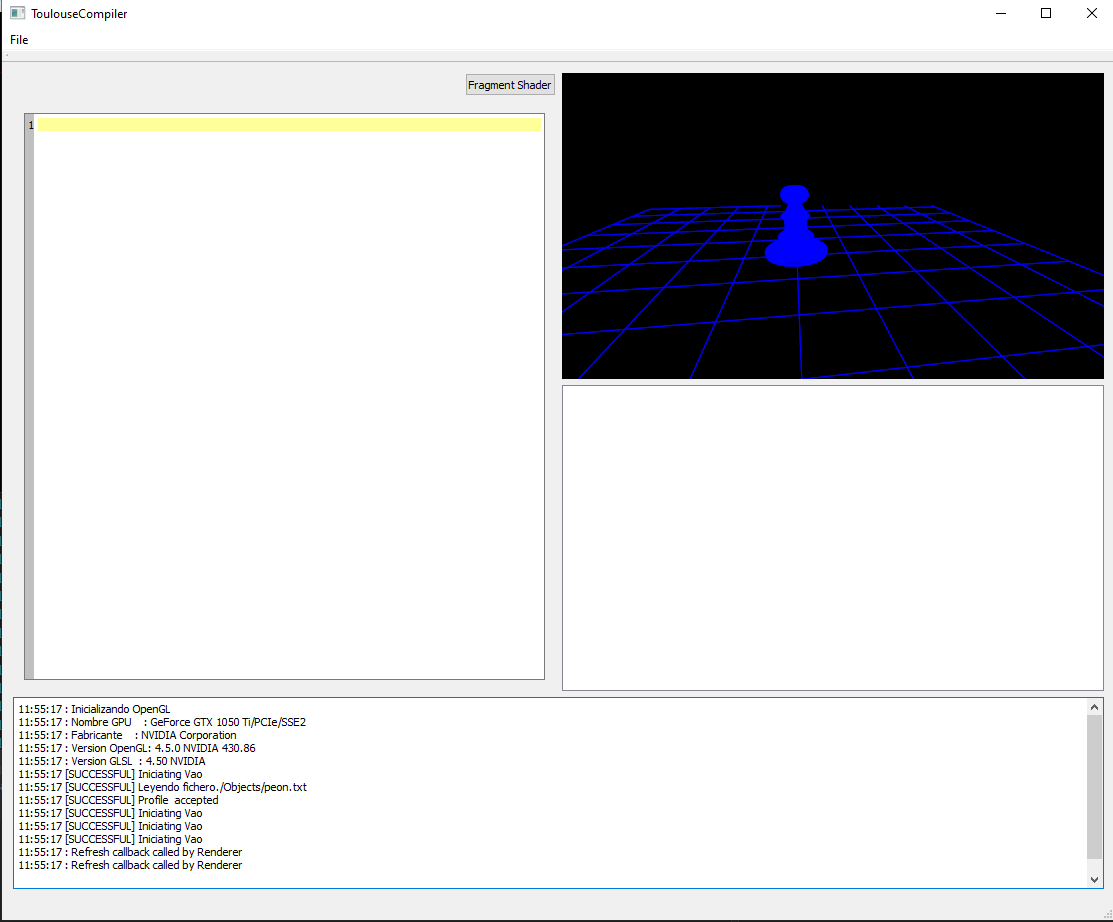 ToulouseCompiler
File
Fragment Shader
1
11:55:17 : Inicializando OpenGL
11:55:17 : Nombre GPU : GeForce GTX 1050 Ti/PCIe/SSE2
11:55:17 : Fabricante : NVIDIA Corporation
11:55:17 : Version OpenGL: 4.5.0 NVIDIA 430.86
11:55:17 : Version GLSL : 4.50 NVIDIA
11:55:17 [SUCCESSFUL] Iniciating Vao
11:55:17 [SUCCESSFUL] Leyendo fichero./Objects/peon.txt
11:55:17 [SUCCESSFUL] Profile accepted
11:55:17 [SUCCESSFUL] Iniciating Vao
11:55:17 [SUCCESSFUL] Iniciating Vao
11:55:17 [SUCCESSFUL] Iniciating Vao
11:55:17 : Refresh callback called by Renderer
11:55:17 : Refresh callback called by Renderer